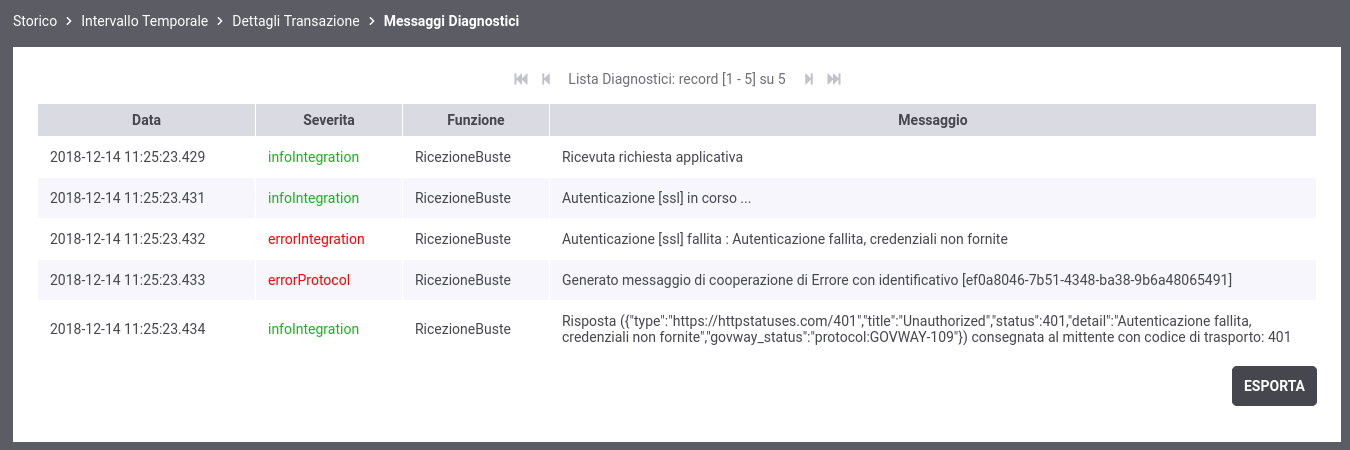 Storico > Intervallo Temporale > Dettagli Transazione > Messaggi Diagnostici
Lista Diagnostici: record [1 - 5] su 5
Data Severita Funzione Messaggio
2018-12-14 11:25:23.429 infoIntegration RicezioneBuste Ricevuta richiesta applicativa
2018-12-14 11:25:23.431 infoIntegration RicezioneBuste Autenticazione [ssl] in corso ...
2018-12-14 11:25:23.432 errorIntegration RicezioneBuste Autenticazione [ssl] fallita : Autenticazione fallita, credenziali non fornite
2018-12-14 11:25:23.433 errorProtocol RicezioneBuste Generato messaggio di cooperazione di Errore con identificativo [ef0a8046-7b51-4348-ba38-9b6a48065491]
2018-12-14 11:25:23.434 infoIntegration RicezioneBuste Risposta ({"type":"https://httpstatuses.com/401","title":"Unauthorized","status":401,"detail":"Autenticazione fallita,
credenziali non fornite","govway_status":"protocol:GOVWAY-109"}) consegnata al mittente con codice di trasporto: 401
ESPORTA